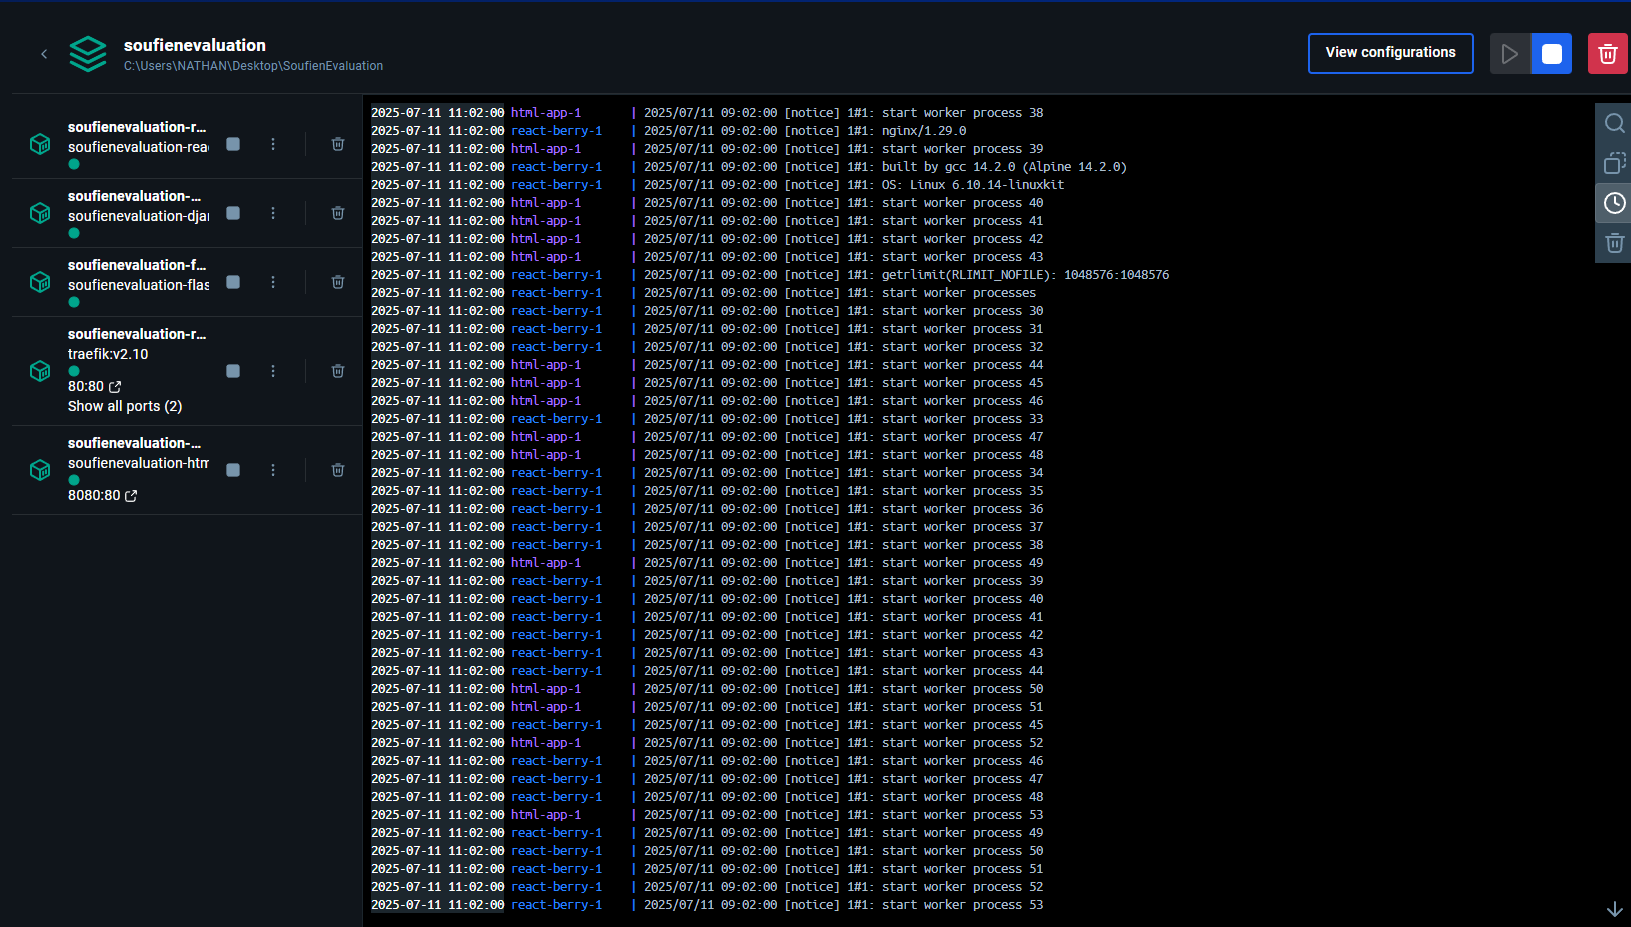 soufienevaluation
C:\Users\NATHAN\Desktop\SoufienEvaluation
View configurations
soufienevaluation-r...
soufienevaluation-rea
soufienevaluation-...
soufienevaluation-djar
soufienevaluation-f...
soufienevaluation-flas
soufienevaluation-r...
traefik:v2.10
80:80
Show all ports (2)
soufienevaluation-...
soufienevaluation-htm
8080:80
2025-07-11 11:02:00 html-app-1 | 2025/07/11 09:02:00 [notice] 1#1: start worker process 38
2025-07-11 11:02:00 react-berry-1 | 2025/07/11 09:02:00 [notice] 1#1: nginx/1.29.0
2025-07-11 11:02:00 html-app-1 | 2025/07/11 09:02:00 [notice] 1#1: start worker process 39
2025-07-11 11:02:00 react-berry-1 | 2025/07/11 09:02:00 [notice] 1#1: built by gcc 14.2.0 (Alpine 14.2.0)
2025-07-11 11:02:00 react-berry-1 | 2025/07/11 09:02:00 [notice] 1#1: OS: Linux 6.10.14-linuxkit
2025-07-11 11:02:00 html-app-1 | 2025/07/11 09:02:00 [notice] 1#1: start worker process 40
2025-07-11 11:02:00 html-app-1 | 2025/07/11 09:02:00 [notice] 1#1: start worker process 41
2025-07-11 11:02:00 html-app-1 | 2025/07/11 09:02:00 [notice] 1#1: start worker process 42
2025-07-11 11:02:00 html-app-1 | 2025/07/11 09:02:00 [notice] 1#1: start worker process 43
2025-07-11 11:02:00 react-berry-1 | 2025/07/11 09:02:00 [notice] 1#1: getrlimit(RLIMIT_NOFILE): 1048576:1048576
2025-07-11 11:02:00 react-berry-1 | 2025/07/11 09:02:00 [notice] 1#1: start worker processes
2025-07-11 11:02:00 react-berry-1 | 2025/07/11 09:02:00 [notice] 1#1: start worker process 30
2025-07-11 11:02:00 react-berry-1 | 2025/07/11 09:02:00 [notice] 1#1: start worker process 31
2025-07-11 11:02:00 react-berry-1 | 2025/07/11 09:02:00 [notice] 1#1: start worker process 32
2025-07-11 11:02:00 html-app-1 | 2025/07/11 09:02:00 [notice] 1#1: start worker process 44
2025-07-11 11:02:00 html-app-1 | 2025/07/11 09:02:00 [notice] 1#1: start worker process 45
2025-07-11 11:02:00 html-app-1 | 2025/07/11 09:02:00 [notice] 1#1: start worker process 46
2025-07-11 11:02:00 react-berry-1 | 2025/07/11 09:02:00 [notice] 1#1: start worker process 33
2025-07-11 11:02:00 html-app-1 | 2025/07/11 09:02:00 [notice] 1#1: start worker process 47
2025-07-11 11:02:00 html-app-1 | 2025/07/11 09:02:00 [notice] 1#1: start worker process 48
2025-07-11 11:02:00 react-berry-1 | 2025/07/11 09:02:00 [notice] 1#1: start worker process 34
2025-07-11 11:02:00 react-berry-1 | 2025/07/11 09:02:00 [notice] 1#1: start worker process 35
2025-07-11 11:02:00 react-berry-1 | 2025/07/11 09:02:00 [notice] 1#1: start worker process 36
2025-07-11 11:02:00 react-berry-1 | 2025/07/11 09:02:00 [notice] 1#1: start worker process 37
2025-07-11 11:02:00 react-berry-1 | 2025/07/11 09:02:00 [notice] 1#1: start worker process 38
2025-07-11 11:02:00 html-app-1 | 2025/07/11 09:02:00 [notice] 1#1: start worker process 49
2025-07-11 11:02:00 react-berry-1 | 2025/07/11 09:02:00 [notice] 1#1: start worker process 39
2025-07-11 11:02:00 react-berry-1 | 2025/07/11 09:02:00 [notice] 1#1: start worker process 40
2025-07-11 11:02:00 react-berry-1 | 2025/07/11 09:02:00 [notice] 1#1: start worker process 41
2025-07-11 11:02:00 react-berry-1 | 2025/07/11 09:02:00 [notice] 1#1: start worker process 42
2025-07-11 11:02:00 react-berry-1 | 2025/07/11 09:02:00 [notice] 1#1: start worker process 43
2025-07-11 11:02:00 react-berry-1 | 2025/07/11 09:02:00 [notice] 1#1: start worker process 44
2025-07-11 11:02:00 html-app-1 | 2025/07/11 09:02:00 [notice] 1#1: start worker process 50
2025-07-11 11:02:00 html-app-1 | 2025/07/11 09:02:00 [notice] 1#1: start worker process 51
2025-07-11 11:02:00 react-berry-1 | 2025/07/11 09:02:00 [notice] 1#1: start worker process 45
2025-07-11 11:02:00 html-app-1 | 2025/07/11 09:02:00 [notice] 1#1: start worker process 52
2025-07-11 11:02:00 react-berry-1 | 2025/07/11 09:02:00 [notice] 1#1: start worker process 46
2025-07-11 11:02:00 react-berry-1 | 2025/07/11 09:02:00 [notice] 1#1: start worker process 47
2025-07-11 11:02:00 react-berry-1 | 2025/07/11 09:02:00 [notice] 1#1: start worker process 48
2025-07-11 11:02:00 html-app-1 | 2025/07/11 09:02:00 [notice] 1#1: start worker process 53
2025-07-11 11:02:00 react-berry-1 | 2025/07/11 09:02:00 [notice] 1#1: start worker process 49
2025-07-11 11:02:00 react-berry-1 | 2025/07/11 09:02:00 [notice] 1#1: start worker process 50
2025-07-11 11:02:00 react-berry-1 | 2025/07/11 09:02:00 [notice] 1#1: start worker process 51
2025-07-11 11:02:00 react-berry-1 | 2025/07/11 09:02:00 [notice] 1#1: start worker process 52
2025-07-11 11:02:00 react-berry-1 | 2025/07/11 09:02:00 [notice] 1#1: start worker process 53